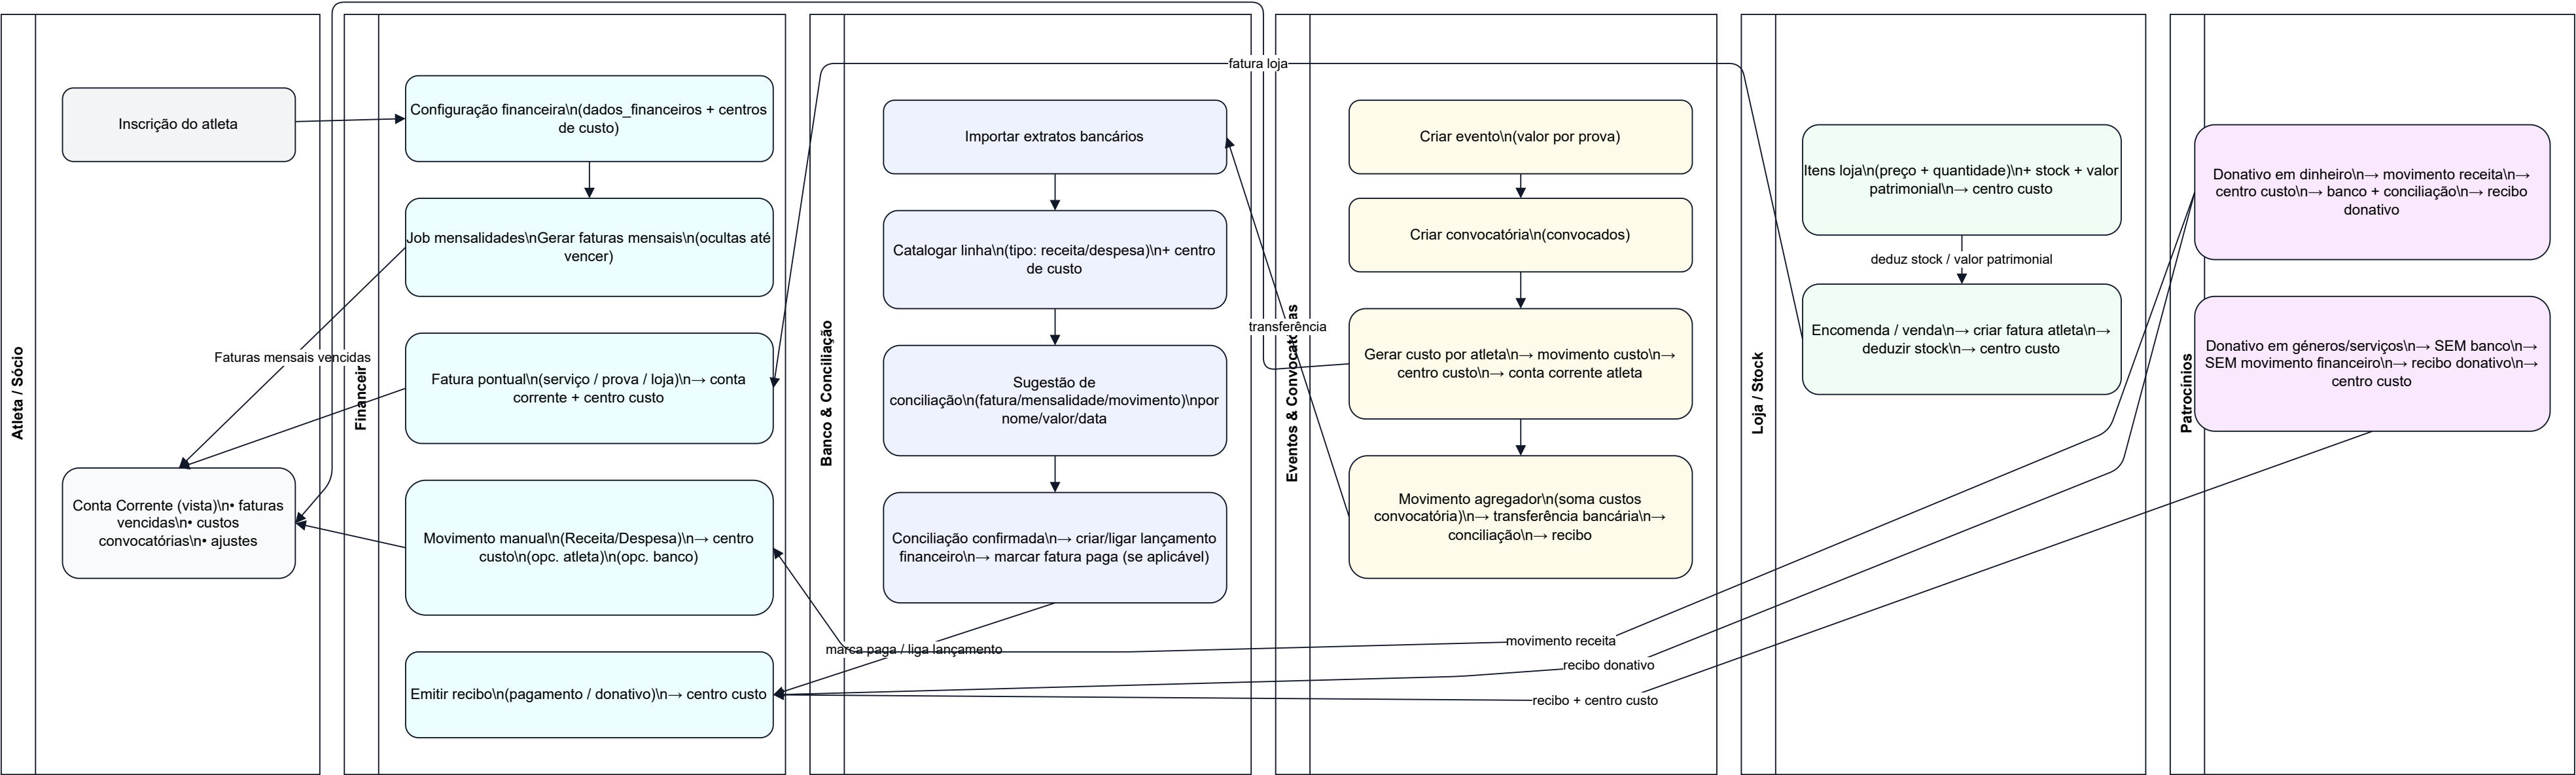 Atleta / Sócio
Inscrição do atleta
Faturas mensais vencidas
Conta Corrente (vista)\n• faturas
vencidas\n• custos
convocatórias\n• ajustes
Financeir
Configuração financeira\n(dados_financeiros + centros
de custo)
Job mensalidades\nGerar faturas mensais\n(ocultas até
vencer)
Fatura pontual\n(serviço / prova / loja)\n→ conta
corrente + centro custo
Movimento manual\n(Receita/Despesa)\n→ centro
custo\n(opc. atleta)\n(opc. banco)
Emitir recibo\n(pagamento / donativo)\n→ centro custo
Banco & Conciliação
Importar extratos bancários
Catalogar linha\n(tipo: receita/despesa)\n+ centro
de custo
Sugestão de
conciliação\n(fatura/mensalidade/movimento)\npor
nome/valor/data
Conciliação confirmada\n→ criar/ligar lançamento
financeiro\n→ marcar fatura paga (se aplicável)
marca paga / liga lançamento
fatura loja
transferência
Eventos & Convocatórias
Criar evento\n(valor por prova)
Criar convocatória\n(convocados)
Gerar custo por atleta\n→ movimento custo\n→
centro custo\n→ conta corrente atleta
Movimento agregador\n(soma custos
convocatória)\n→ transferência bancária\n→
conciliação\n→ recibo
movimento receita
recibo donativo
recibo + centro custo
Loja / Stock
Itens loja\n(preço + quantidade)\n+ stock + valor
patrimonial\n→ centro custo
deduz stock / valor patrimonial
Encomenda / venda\n→ criar fatura atleta\n→
deduzir stock\n→ centro custo
Patrocínios
Donativo em dinheiro\n→ movimento receita\n→
centro custo\n→ banco + conciliação\n→ recibo
donativo
Donativo em géneros/serviços\n→ SEM banco\n→
SEM movimento financeiro\n→ recibo donativo\n→
centro custo